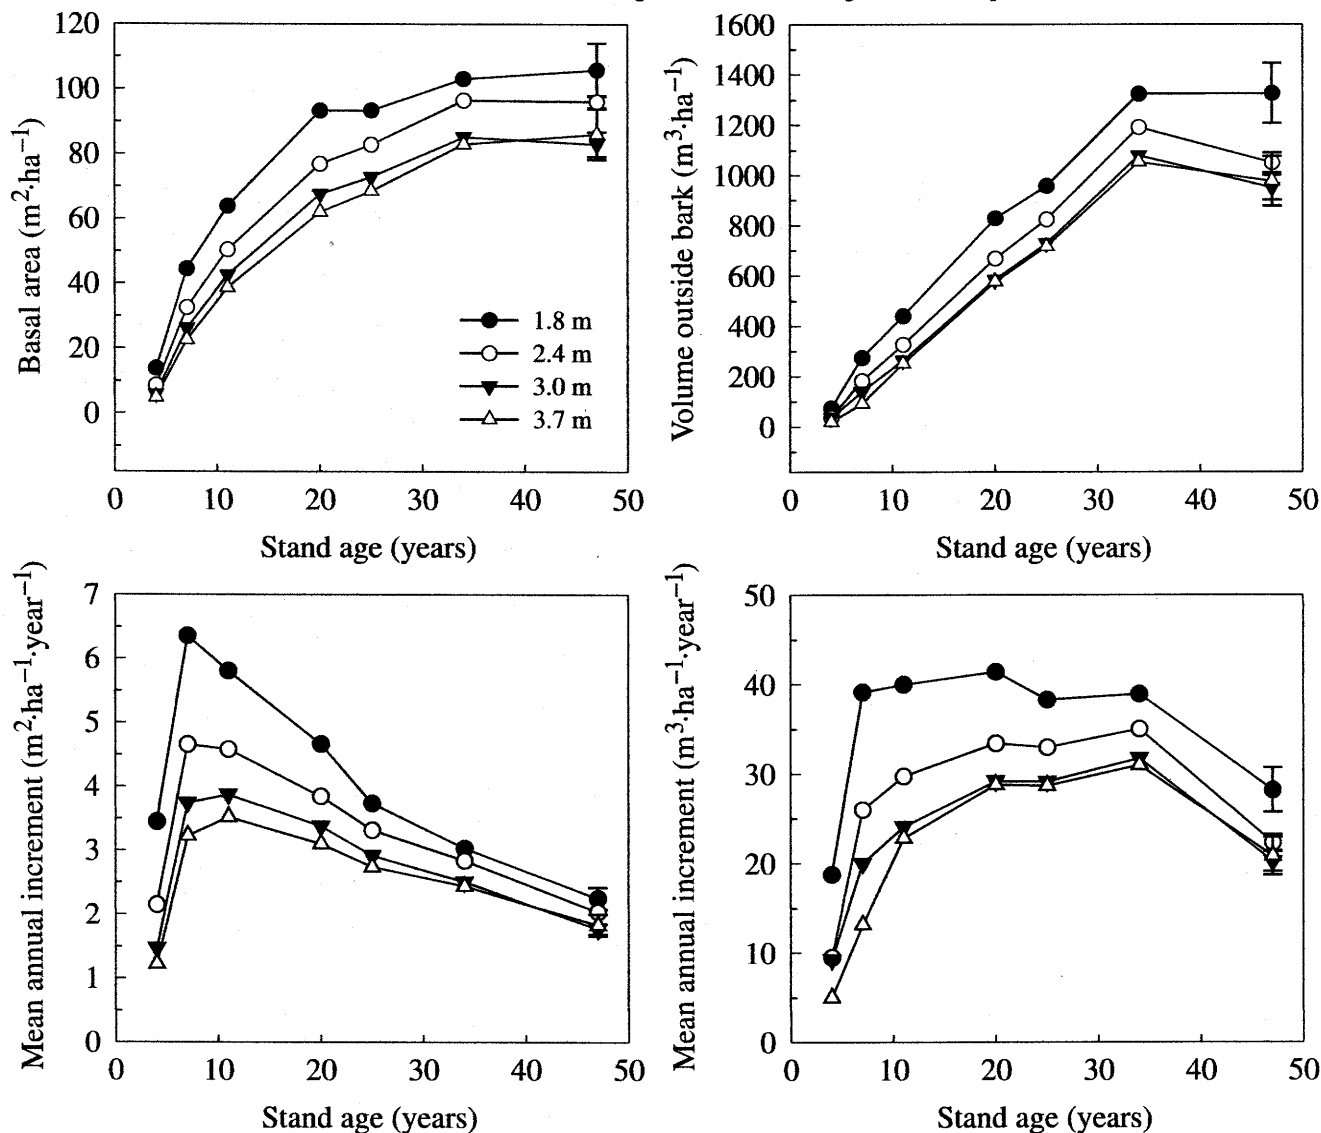 120
100
80
60
40
20
0
Basal area (m²·ha⁻¹)
1.8 m
2.4 m
3.0 m
3.7 m
0 10 20 30 40 50
Stand age (years)
1600
1400
1200
1000
800
600
400
200
0
Volume outside bark (m³·ha⁻¹)
0 10 20 30 40 50
Stand age (years)
7
6
5
4
3
2
1
0
Mean annual increment (m²·ha⁻¹·year⁻¹)
0 10 20 30 40 50
Stand age (years)
50
40
30
20
10
0
Mean annual increment (m³·ha⁻¹·year⁻¹)
0 10 20 30 40 50
Stand age (years)